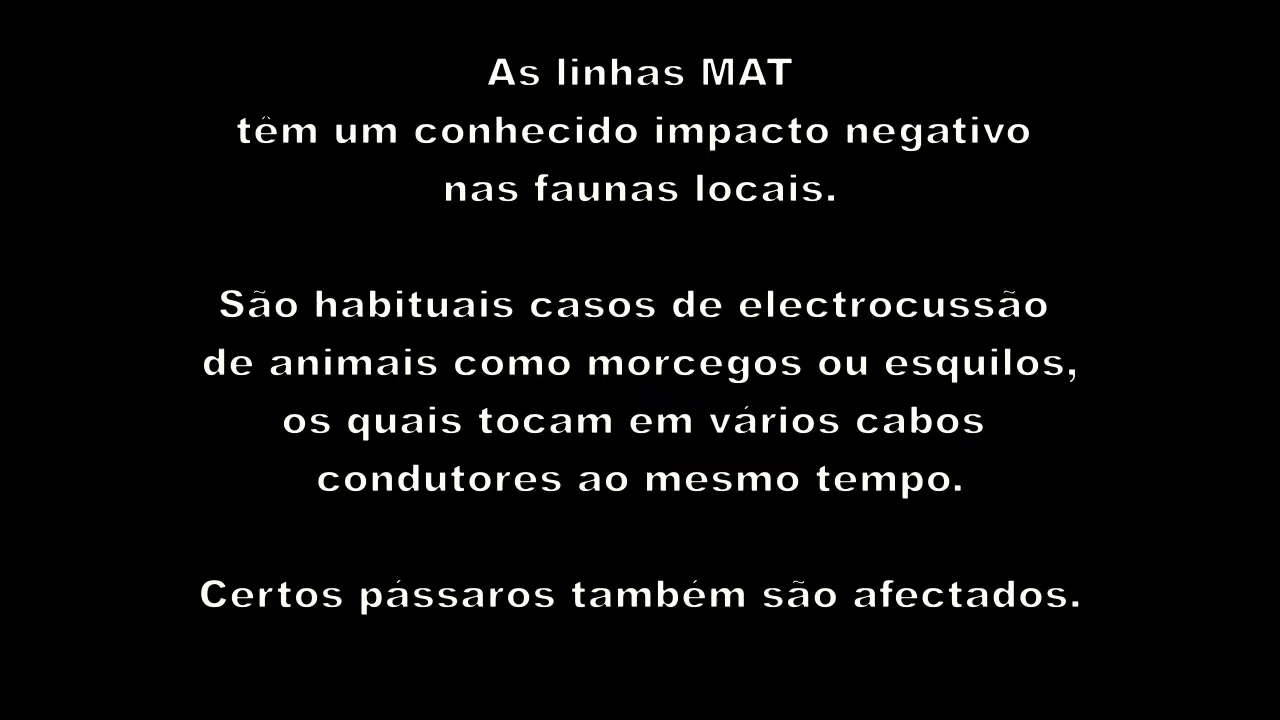 As linhas MAT
têm um conhecido impacto negativo
nas faunas locais.
São habituais casos de electrocussão
de animais como morcegos ou esquilos,
os quais tocam em vários cabos
condutores ao mesmo tempo.
Certos pássaros também são afectados.